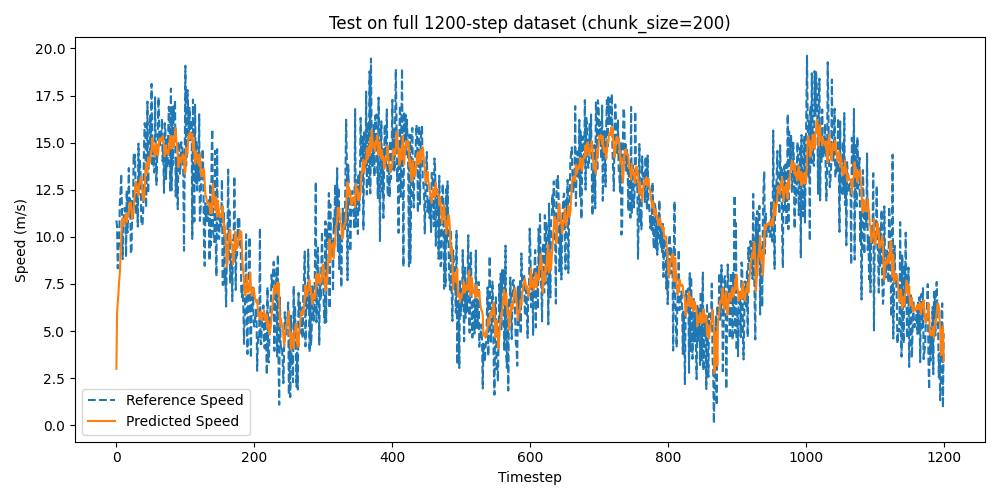 Test on full 1200-step dataset (chunk_size=200)
20.0
17.5
15.0
12.5
10.0
7.5
5.0
2.5
0.0
Speed (m/s)
Reference Speed
Predicted Speed
0 200 400 600 800 1000 1200
Timestep